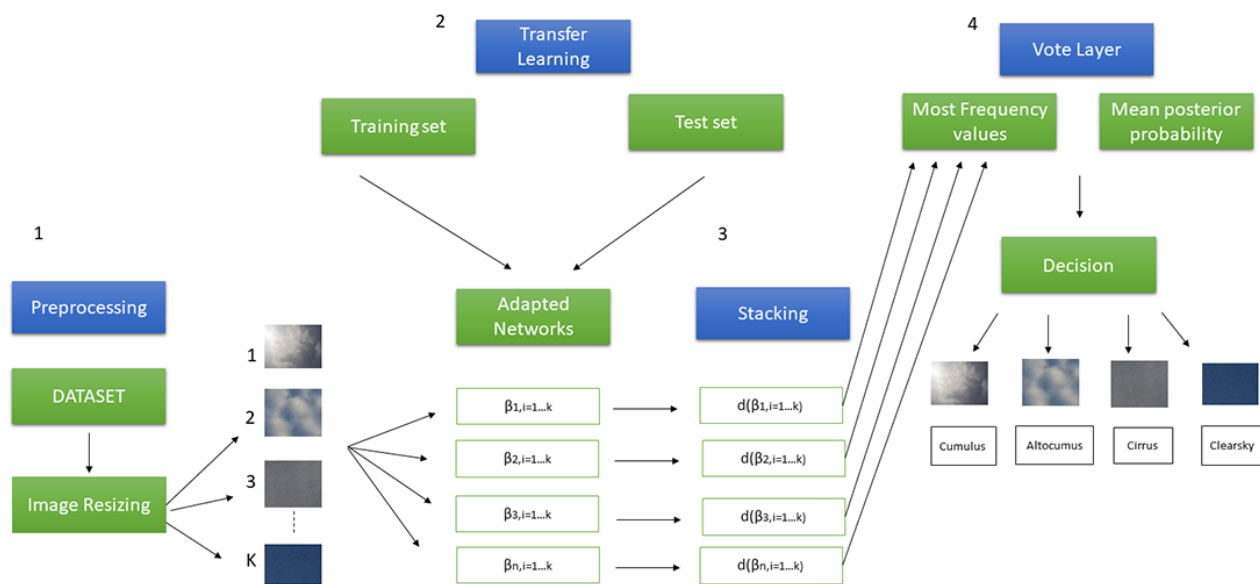 1
Preprocessing
DATASET
Image Resizing
1
2
3
K
2
Transfer
Learning
Training set
Test set
Adapted
Networks
β1,i=1...k
β2,i=1...k
β3,i=1...k
βn,i=1...k
3
Stacking
d(β1,i=1...k)
d(β2,i=1...k)
d(β3,i=1...k)
d(βn,i=1...k)
4
Vote Layer
Most Frequency
values
Mean posterior
probability
Decision
Cumulus
Altocumus
Cirrus
Clearsky